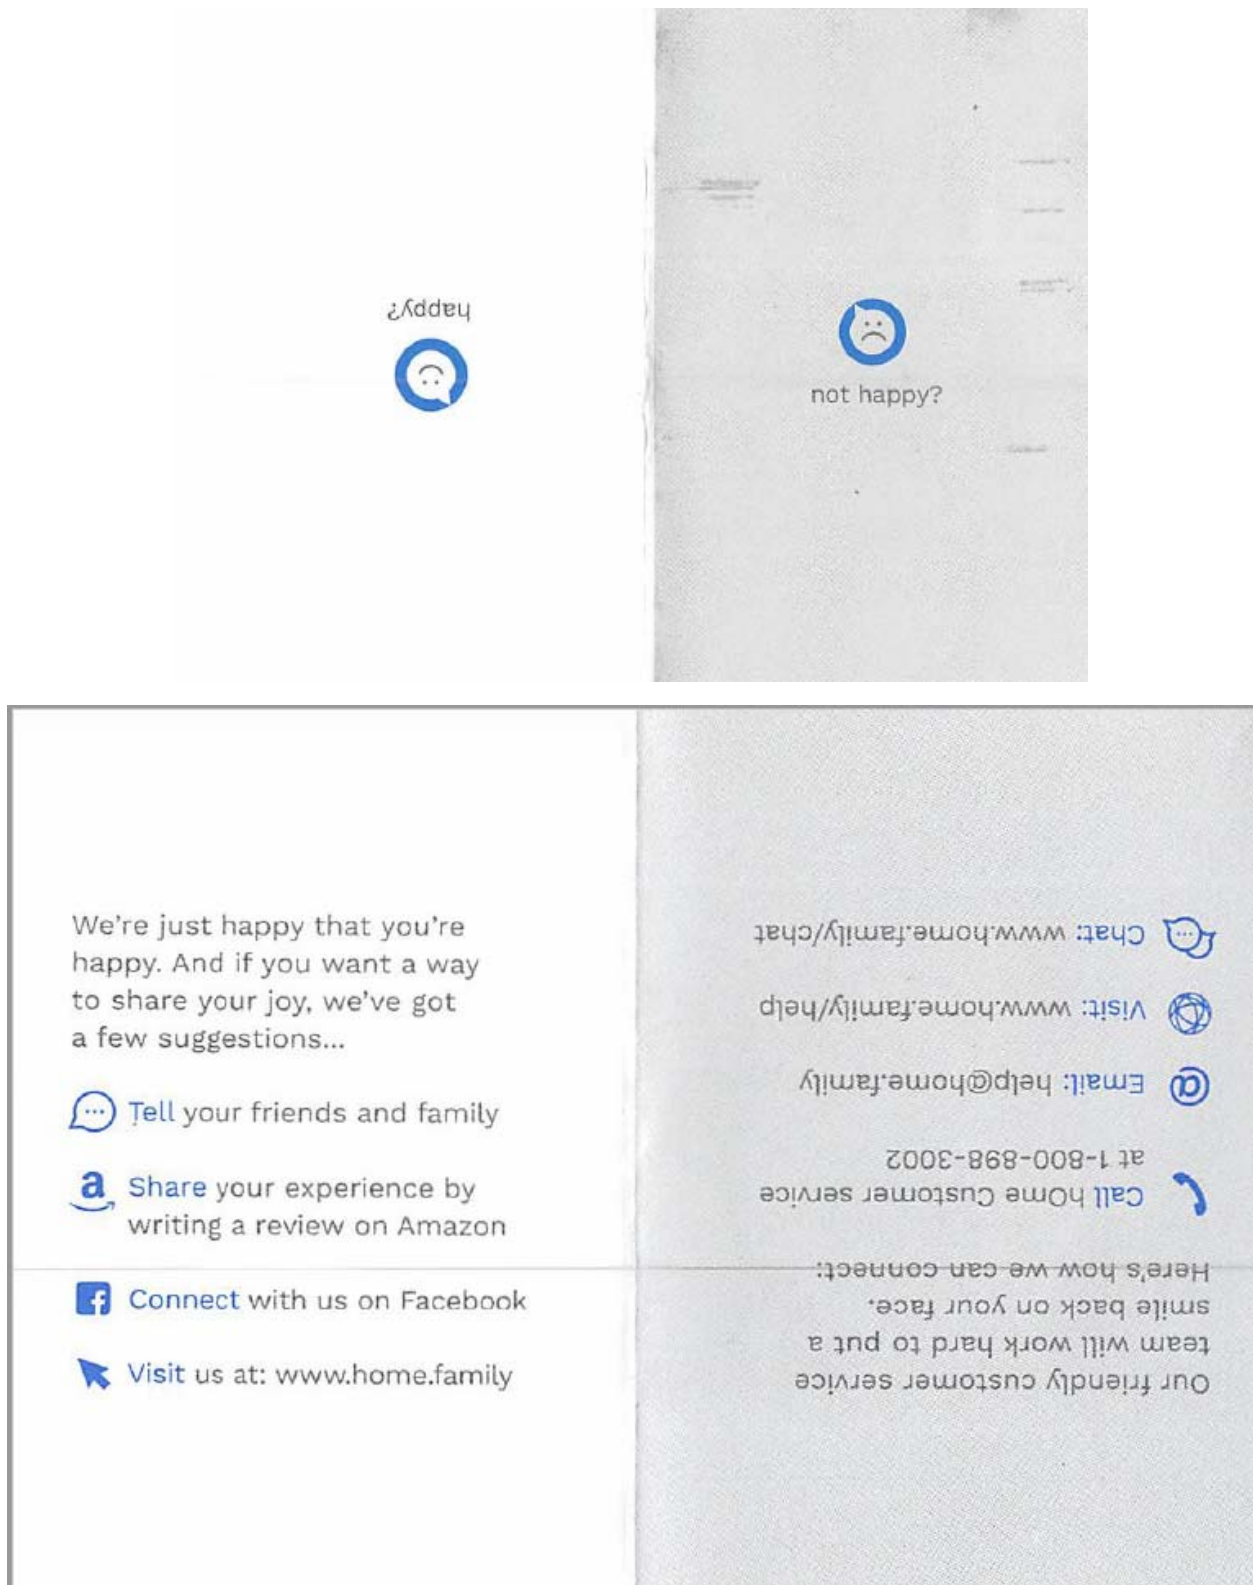 happy?
not happy?
We're just happy that you're
happy. And if you want a way
to share your joy, we've got
a few suggestions...
Tell your friends and family
Share your experience by
writing a review on Amazon
Connect with us on Facebook
Visit us at: www.home.family
Our friendly customer service
team will work hard to put a
smile back on your face.
Here's how we can connect:
Call hOme Customer service
at 1-800-898-3002
Email: help@home.family
Visit: www.home.family/help
Chat: www.home.family/chat